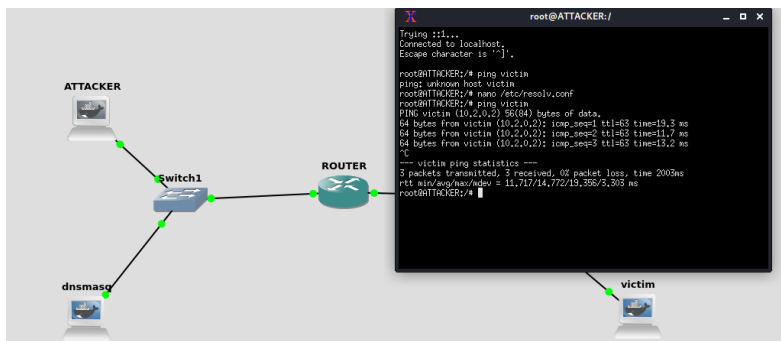 root@ATTACKER:/
Trying ::1...
Connected to localhost.
Escape character is '^]'.
root@ATTACKER:/# ping victim
ping: unknown host victim
root@ATTACKER:/# nano /etc/resolv.conf
root@ATTACKER:/# ping victim
PING victim (10.2.0.2) 56(84) bytes of data.
64 bytes from victim (10.2.0.2): icmp_seq=1 ttl=63 time=19.3 ms
64 bytes from victim (10.2.0.2): icmp_seq=2 ttl=63 time=11.7 ms
64 bytes from victim (10.2.0.2): icmp_seq=3 ttl=63 time=13.2 ms
^C
--- victim ping statistics ---
3 packets transmitted, 3 received, 0% packet loss, time 2003ms
rtt min/avg/max/mdev = 11.717/14.772/19.356/3.303 ms
root@ATTACKER:/#
ATTACKER
Switch1
ROUTER
dnsmasq
victim